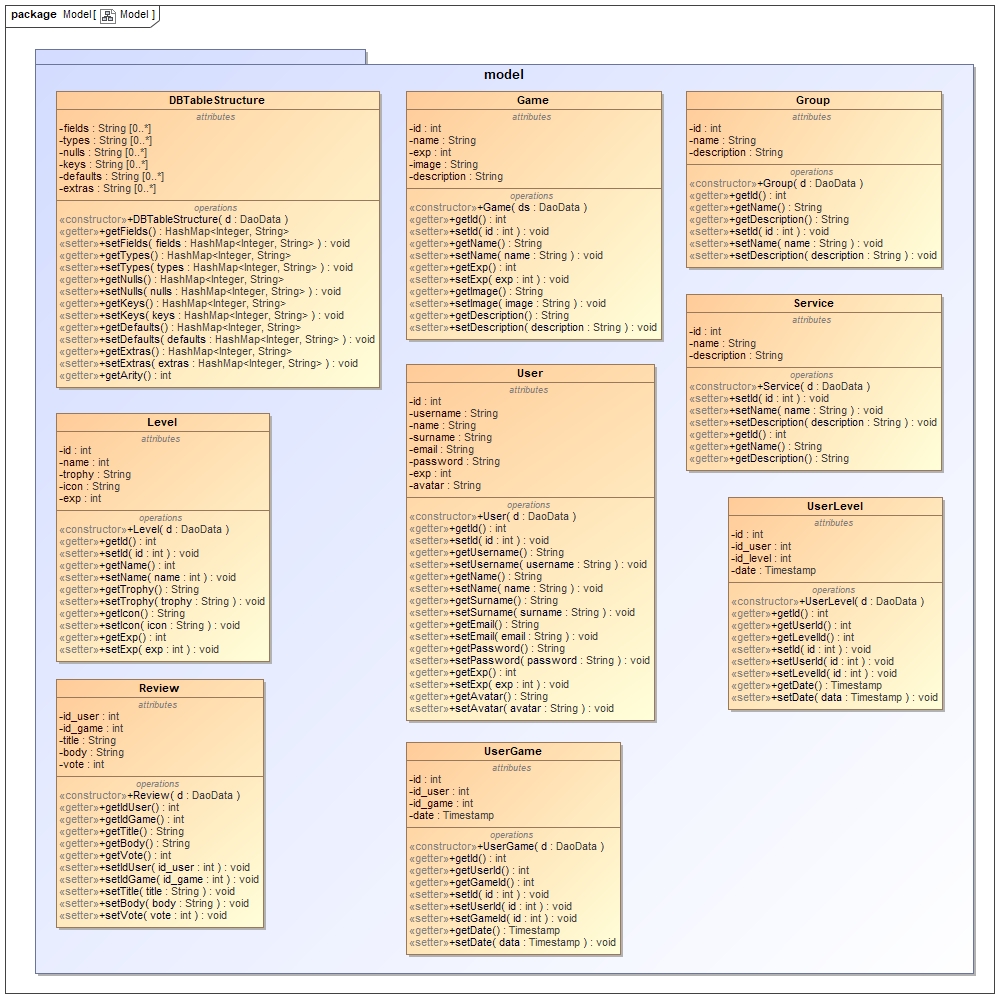 package Model [ Model ]
model
DBTableStructure
attributes
-fields : String [0..*]
-types : String [0..*]
-nulls : String [0..*]
-keys : String [0..*]
-defaults : String [0..*]
-extras : String [0..*]
operations
«constructor»+DBTableStructure( d : DaoData )
«getter»+getFields() : HashMap<Integer, String>
«setter»+setFields( fields : HashMap<Integer, String> ) : void
«getter»+getTypes() : HashMap<Integer, String>
«setter»+setTypes( types : HashMap<Integer, String> ) : void
«getter»+getNulls() : HashMap<Integer, String>
«setter»+setNulls( nulls : HashMap<Integer, String> ) : void
«getter»+getKeys() : HashMap<Integer, String>
«setter»+setKeys( keys : HashMap<Integer, String> ) : void
«getter»+getDefaults() : HashMap<Integer, String>
«setter»+setDefaults( defaults : HashMap<Integer, String> ) : void
«getter»+getExtras() : HashMap<Integer, String>
«setter»+setExtras( extras : HashMap<Integer, String> ) : void
«getter»+getArity() : int
Game
attributes
-id : int
-name : String
-exp : int
-image : String
-description : String
operations
«constructor»+Game( ds : DaoData )
«getter»+getId() : int
«setter»+setId( id : int ) : void
«getter»+getName() : String
«setter»+setName( name : String ) : void
«getter»+getExp() : int
«setter»+setExp( exp : int ) : void
«getter»+getImage() : String
«setter»+setImage( image : String ) : void
«getter»+getDescription() : String
«setter»+setDescription( description : String ) : void
Group
attributes
-id : int
-name : String
-description : String
operations
«constructor»+Group( d : DaoData )
«getter»+getId() : int
«getter»+getName() : String
«getter»+getDescription() : String
«setter»+setId( id : int ) : void
«setter»+setName( name : String ) : void
«setter»+setDescription( description : String ) : void
Service
attributes
-id : int
-name : String
-description : String
operations
«constructor»+Service( d : DaoData )
«setter»+setId( id : int ) : void
«setter»+setName( name : String ) : void
«setter»+setDescription( description : String ) : void
«getter»+getId() : int
«getter»+getName() : String
«getter»+getDescription() : String
Level
attributes
-id : int
-name : int
-trophy : String
-icon : String
-exp : int
operations
«constructor»+Level( d : DaoData )
«getter»+getId() : int
«setter»+setId( id : int ) : void
«getter»+getName() : int
«setter»+setName( name : int ) : void
«getter»+getTrophy() : String
«setter»+setTrophy( trophy : String ) : void
«getter»+getIcon() : String
«setter»+setIcon( icon : String ) : void
«getter»+getExp() : int
«setter»+setExp( exp : int ) : void
User
attributes
-id : int
-username : String
-name : String
-surname : String
-email : String
-password : String
-exp : int
-avatar : String
operations
«constructor»+User( d : DaoData )
«getter»+getId() : int
«setter»+setId( id : int ) : void
«getter»+getUsername() : String
«setter»+setUsername( username : String ) : void
«getter»+getName() : String
«setter»+setName( name : String ) : void
«getter»+getSurname() : String
«setter»+setSurname( surname : String ) : void
«getter»+getEmail() : String
«setter»+setEmail( email : String ) : void
«getter»+getPassword() : String
«setter»+setPassword( password : String ) : void
«getter»+getExp() : int
«setter»+setExp( exp : int ) : void
«getter»+getAvatar() : String
«setter»+setAvatar( avatar : String ) : void
UserLevel
attributes
-id : int
-id_user : int
-id_level : int
-date : Timestamp
operations
«constructor»+UserLevel( d : DaoData )
«getter»+getId() : int
«getter»+getUserId() : int
«getter»+getLevelId() : int
«setter»+setId( id : int ) : void
«setter»+setUserId( id : int ) : void
«setter»+setLevelId( id : int ) : void
«getter»+getDate() : Timestamp
«setter»+setDate( data : Timestamp ) : void
Review
attributes
-id_user : int
-id_game : int
-title : String
-body : String
-vote : int
operations
«constructor»+Review( d : DaoData )
«getter»+getIdUser() : int
«getter»+getIdGame() : int
«getter»+getTitle() : String
«getter»+getBody() : String
«getter»+getVote() : int
«setter»+setIdUser( id_user : int ) : void
«setter»+setIdGame( id_game : int ) : void
«setter»+setTitle( title : String ) : void
«setter»+setBody( body : String ) : void
«setter»+setVote( vote : int ) : void
UserGame
attributes
-id : int
-id_user : int
-id_game : int
-date : Timestamp
operations
«constructor»+UserGame( d : DaoData )
«getter»+getId() : int
«getter»+getUserId() : int
«getter»+getGameId() : int
«setter»+setId( id : int ) : void
«setter»+setUserId( id : int ) : void
«setter»+setGameId( id : int ) : void
«getter»+getDate() : Timestamp
«setter»+setDate( data : Timestamp ) : void